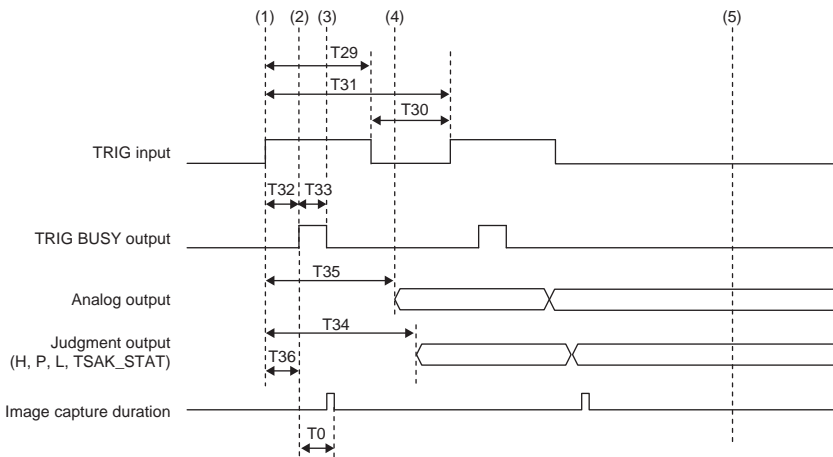 (1) (2) (3) (4) (5)
T29
T31
T30
TRIG input
T32 T33
TRIG BUSY output
T35
Analog output
T34
Judgment output
(H, P, L, TSAK_STAT)
T36
Image capture duration
T0